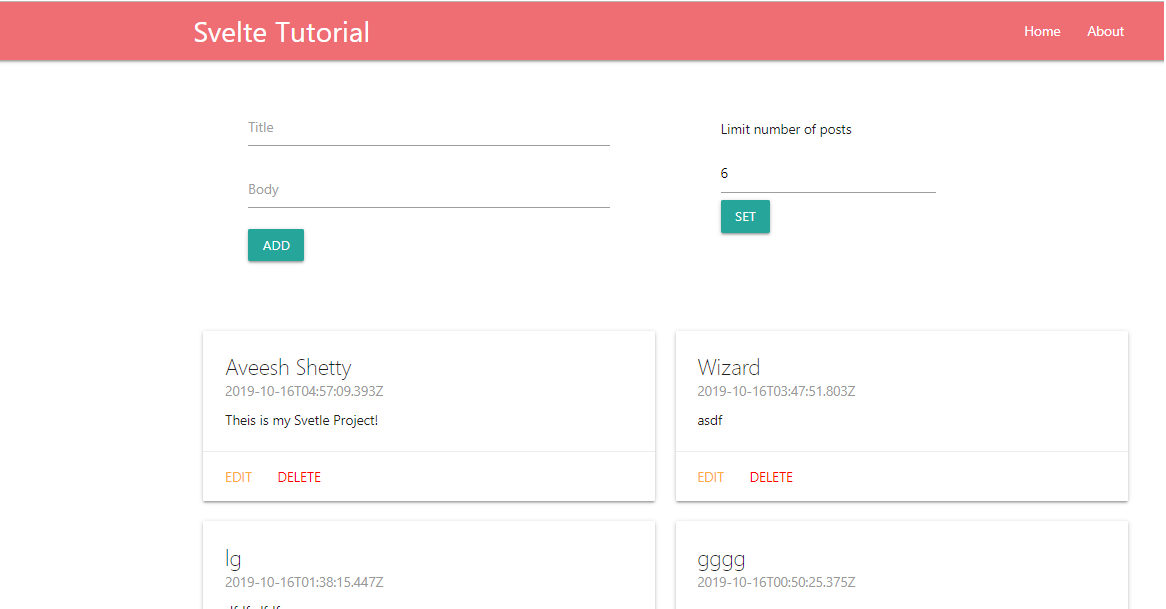 Svelte Tutorial
Home About
Title
Body
ADD
Limit number of posts
6
SET
Aveesh Shetty
2019-10-16T04:57:09.393Z
Theis is my Svetle Project!
EDIT DELETE
Wizard
2019-10-16T03:47:51.803Z
asdf
EDIT DELETE
lg
2019-10-16T01:38:15.447Z
gggg
2019-10-16T00:50:25.375Z